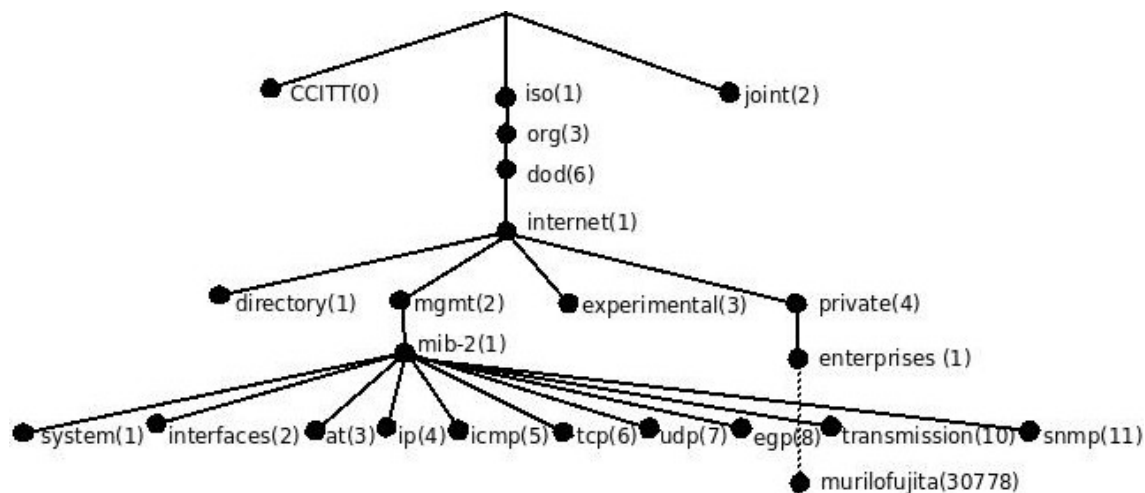 CCITT(0) iso(1) joint(2)
org(3)
dod(6)
internet(1)
directory(1) mgmt(2) experimental(3) private(4)
mib-2(1) enterprises (1)
system(1) interfaces(2) at(3) ip(4) icmp(5) tcp(6) udp(7) egp(8) transmission(10) snmp(11)
murilofujita(30778)